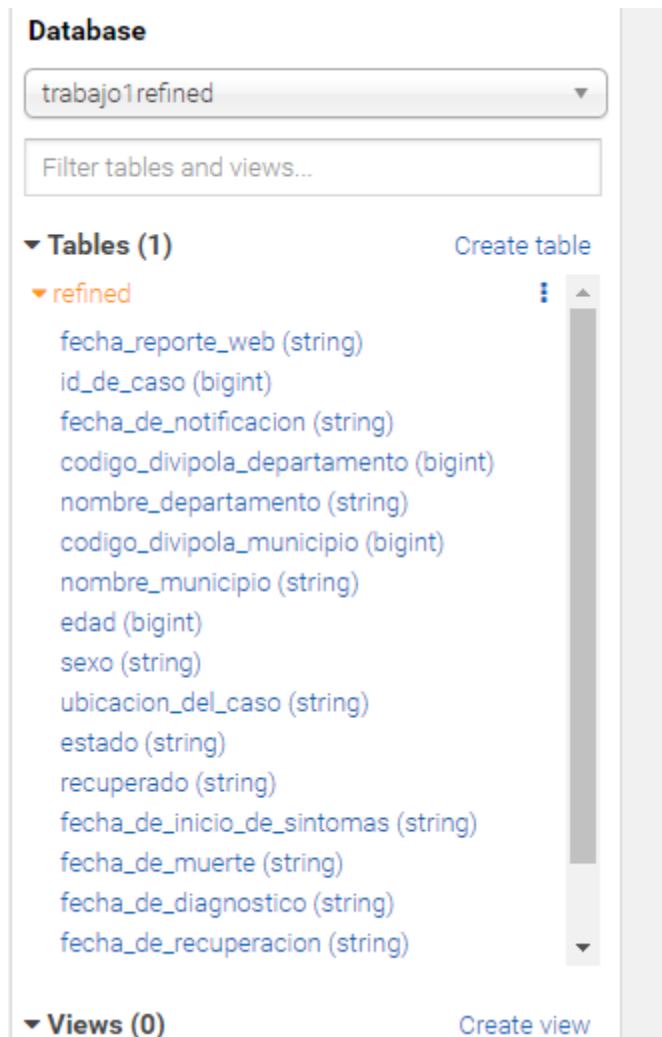 Database
trabajo1refined
Filter tables and views...
Tables (1) Create table
refined
fecha_reporte_web (string)
id_de_caso (bigint)
fecha_de_notificacion (string)
codigo_divipola_departamento (bigint)
nombre_departamento (string)
codigo_divipola_municipio (bigint)
nombre_municipio (string)
edad (bigint)
sexo (string)
ubicacion_del_caso (string)
estado (string)
recuperado (string)
fecha_de_inicio_de_sintomas (string)
fecha_de_muerte (string)
fecha_de_diagnostico (string)
fecha_de_recuperacion (string)
Views (0) Create view